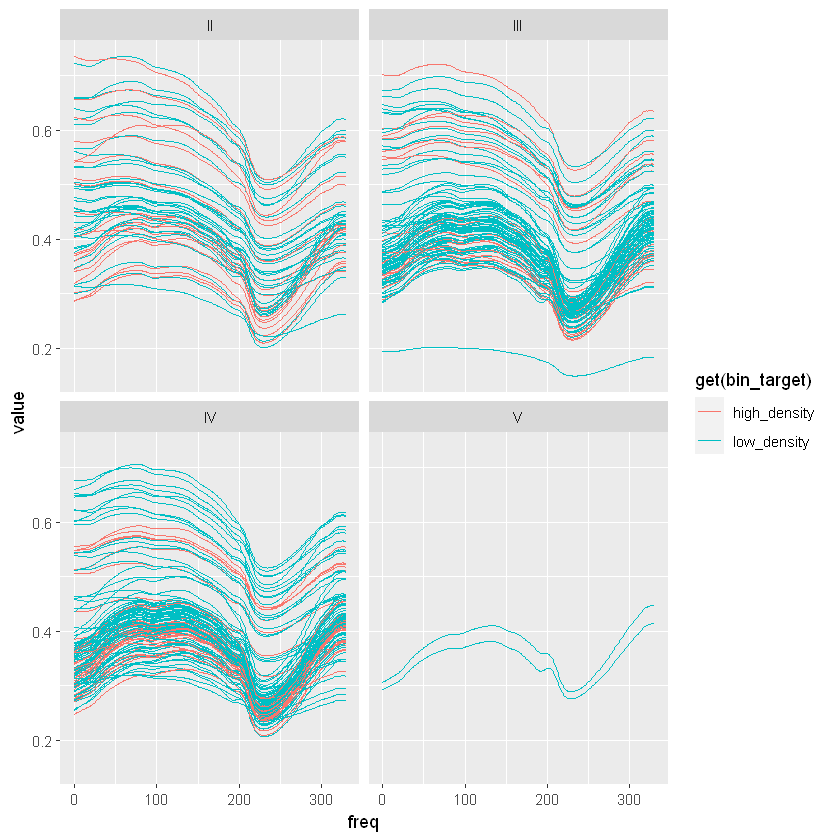 II III
0.6
0.4
0.2
IV V
0.6
0.4
0.2
0 100 200 300 0 100 200 300
freq
value
get(bin_target)
high_density
low_density